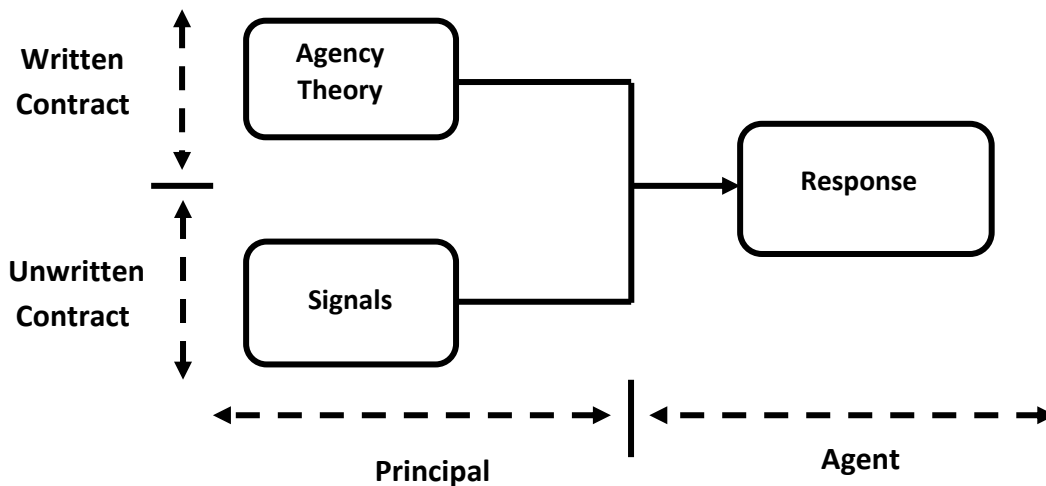 Written
Contract
Agency
Theory
Response
Unwritten
Contract
Signals
Principal
Agent